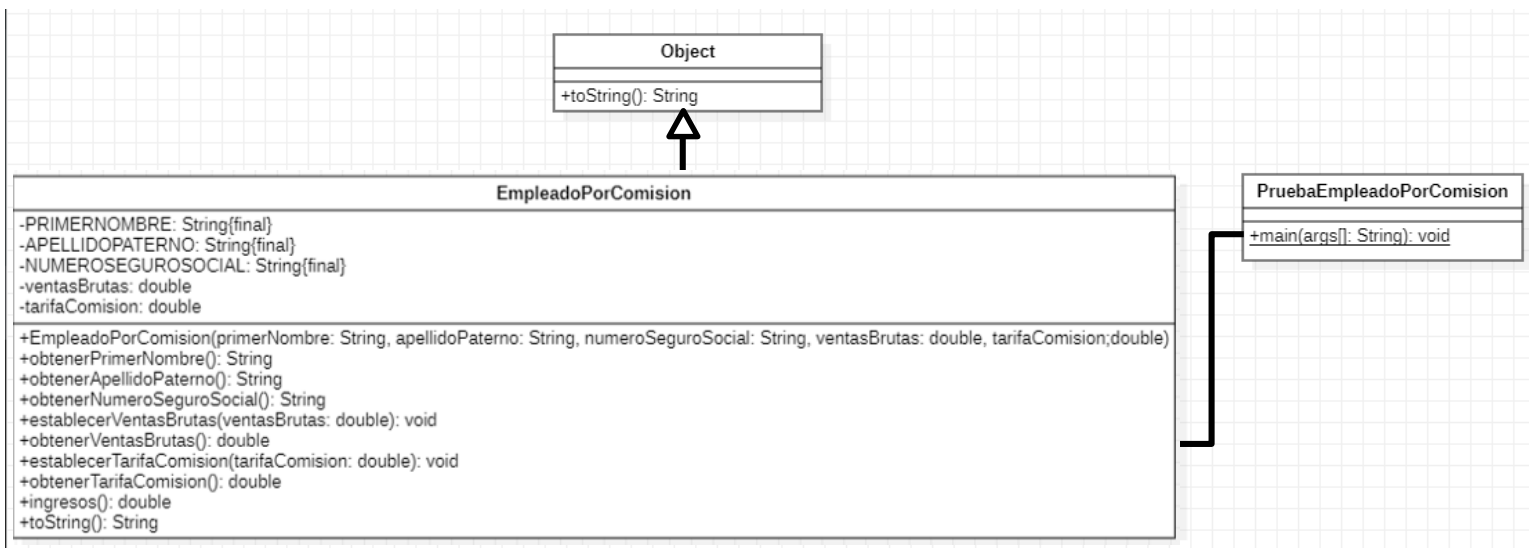 Object
+toString(): String
EmpleadoPorComision
-PRIMERNOMBRE: String{final}
-APELLIDOPATERNO: String{final}
-NUMEROSEGUROSOCIAL: String{final}
-ventasBrutas: double
-tarifaComision: double
+EmpleadoPorComision(primerNombre: String, apellidoPaterno: String, numeroSeguroSocial: String, ventasBrutas: double, tarifaComision;double)
+obtenerPrimerNombre(): String
+obtenerApellidoPaterno(): String
+obtenerNumeroSeguroSocial(): String
+establecerVentasBrutas(ventasBrutas: double): void
+obtenerVentasBrutas(): double
+establecerTarifaComision(tarifaComision: double): void
+obtenerTarifaComision(): double
+ingresos(): double
+toString(): String
PruebaEmpleadoPorComision
+main(args[]: String): void